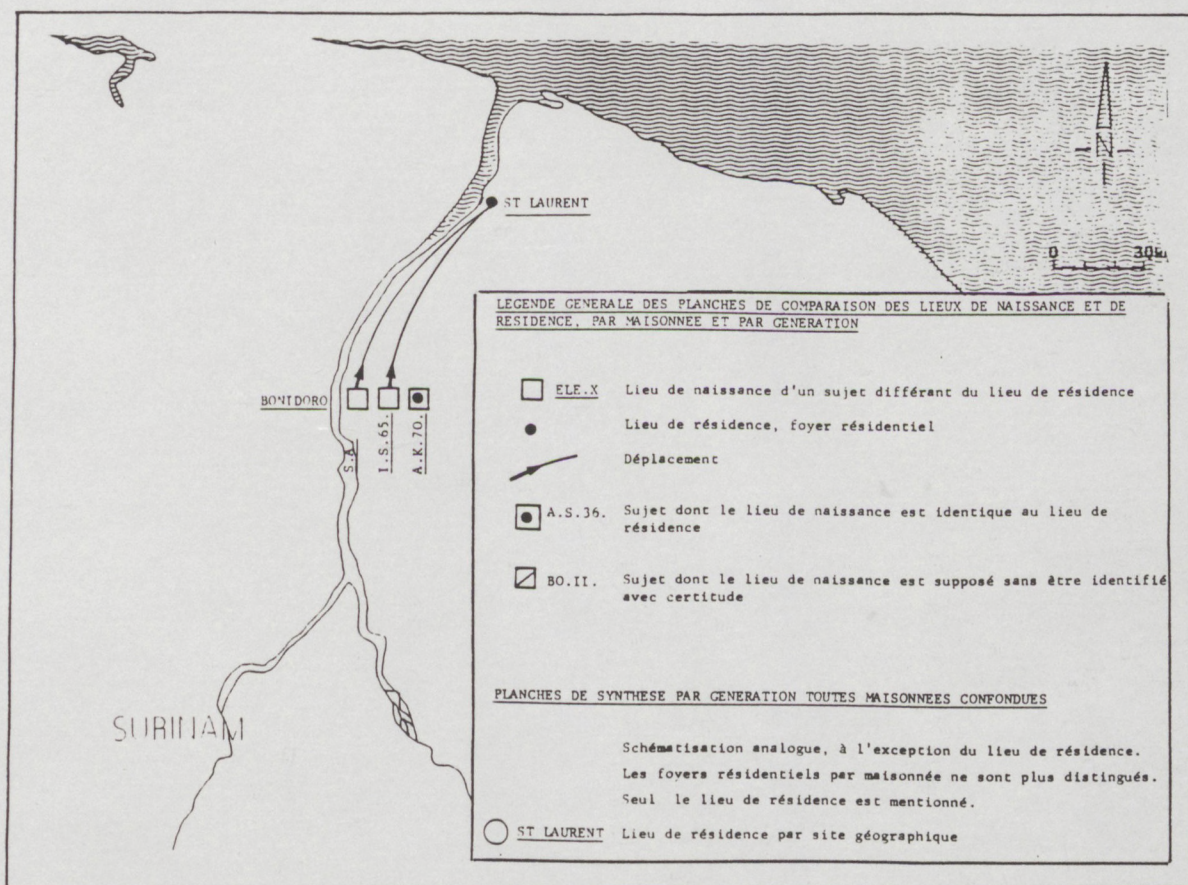 N
0 30km
ST LAURENT
BONIDORO
S.A
I.S.65.
A.K.70.
SURINAM
LEGENDE GENERALE DES PLANCHES DE COMPARAISON DES LIEUX DE NAISSANCE ET DE
RESIDENCE, PAR MAISONNEE ET PAR GENERATION
ELE.X Lieu de naissance d'un sujet différant du lieu de résidence
Lieu de résidence, foyer résidentiel
Déplacement
A.S.36. Sujet dont le lieu de naissance est identique au lieu de
résidence
BO.II. Sujet dont le lieu de naissance est supposé sans être identifié
avec certitude
PLANCHES DE SYNTHESE PAR GENERATION TOUTES MAISONNEES CONFONDUES
Schématisation analogue, à l'exception du lieu de résidence.
Les foyers résidentiels par maisonnée ne sont plus distingués.
Seul le lieu de résidence est mentionné.
ST LAURENT Lieu de résidence par site géographique